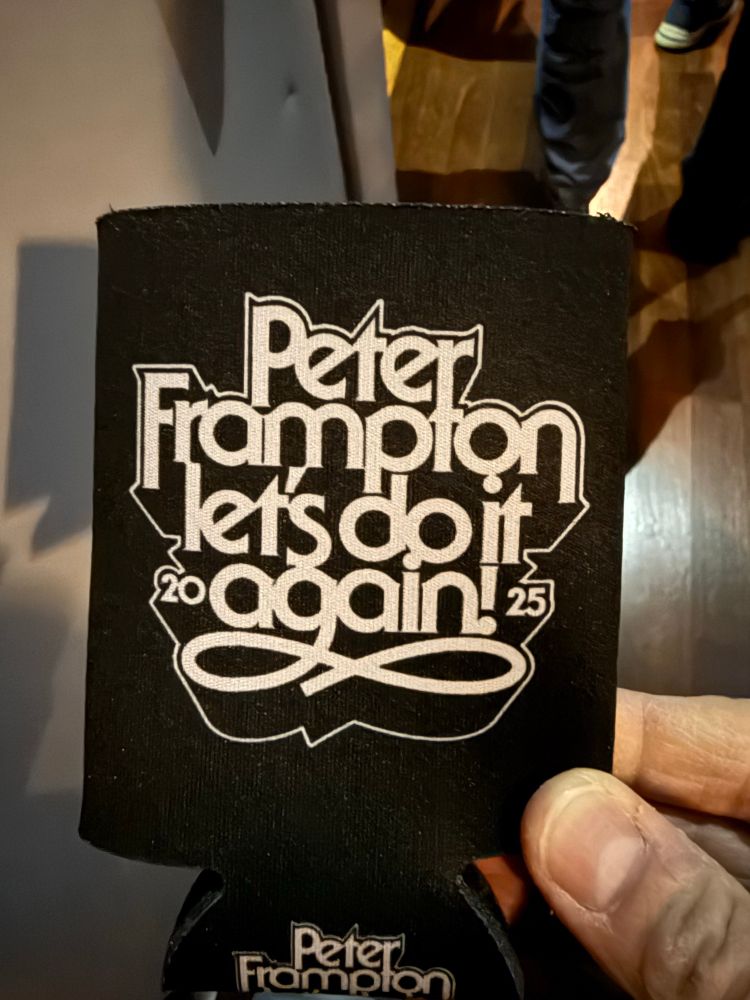 Peter
Frampton
let's do it
20 again! 25
Peter
Frampton